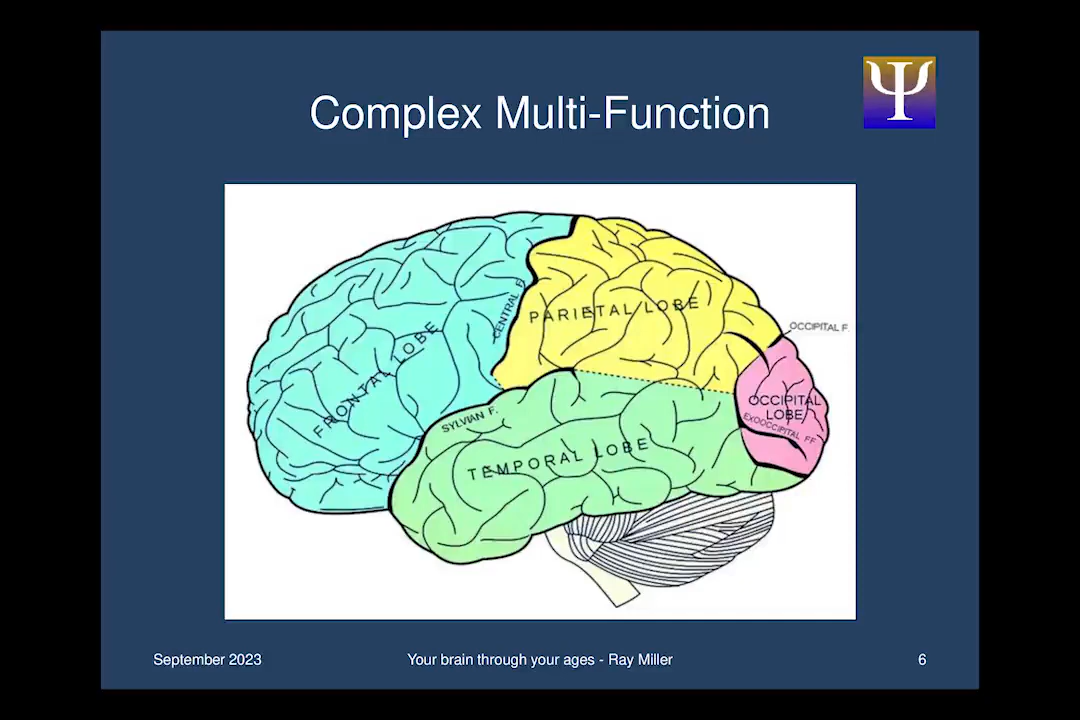 Complex Multi-Function
Ψ
FRONTAL LOBE
CENTRAL F.
PARIETAL LOBE
OCCIPITAL F.
OCCIPITAL
LOBE
EXOOCCIPITAL FF
SYLVIAN F.
TEMPORAL LOBE
September 2023
Your brain through your ages - Ray Miller
6